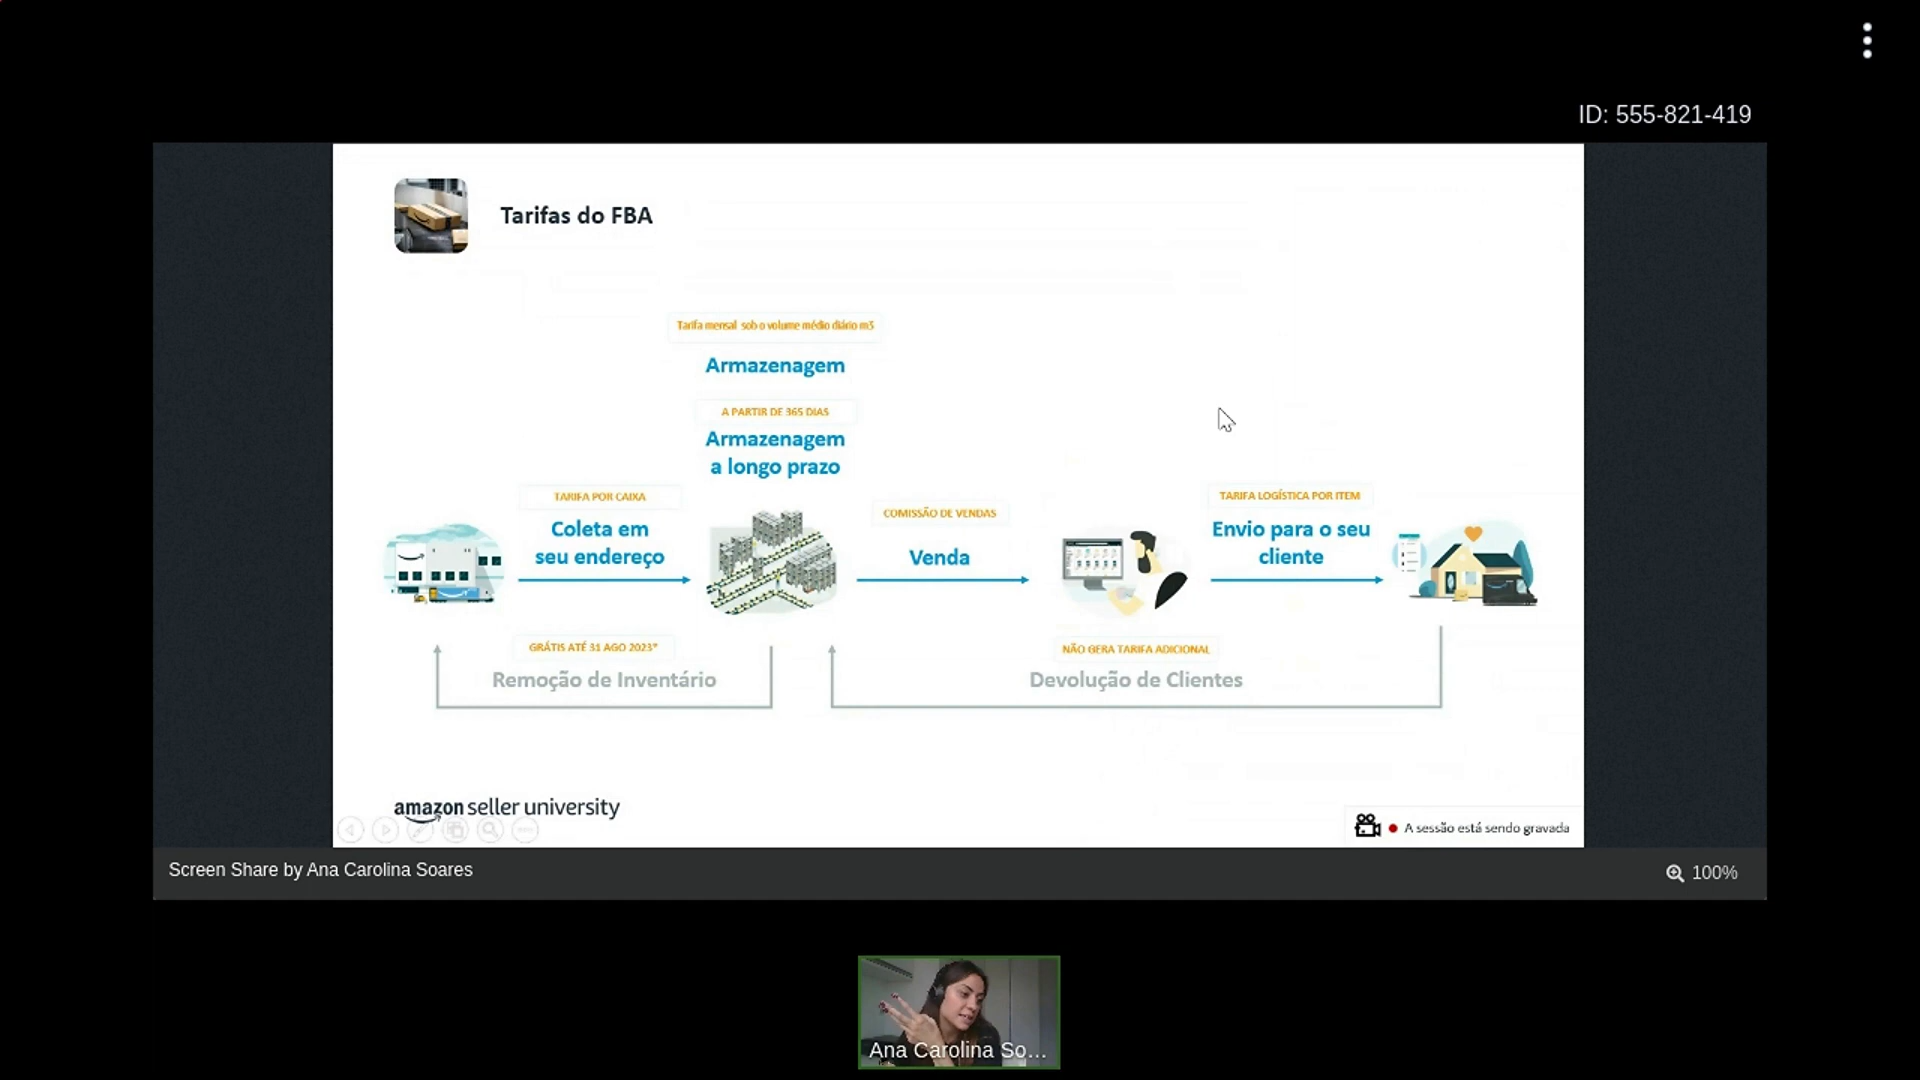 ID: 555-821-419
Tarifas do FBA
Tarifa mensal sob o volume médio diário m3
Armazenagem
A PARTIR DE 365 DIAS
Armazenagem
a longo prazo
TARIFA POR CAIXA
Coleta em
seu endereço
COMISSÃO DE VENDAS
Venda
TARIFA LOGÍSTICA POR ITEM
Envio para o seu
cliente
GRÁTIS ATÉ 31 AGO 2023*
Remoção de Inventário
NÃO GERA TARIFA ADICIONAL
Devolução de Clientes
amazon seller university
A sessão está sendo gravada
Screen Share by Ana Carolina Soares
100%
Ana Carolina So...